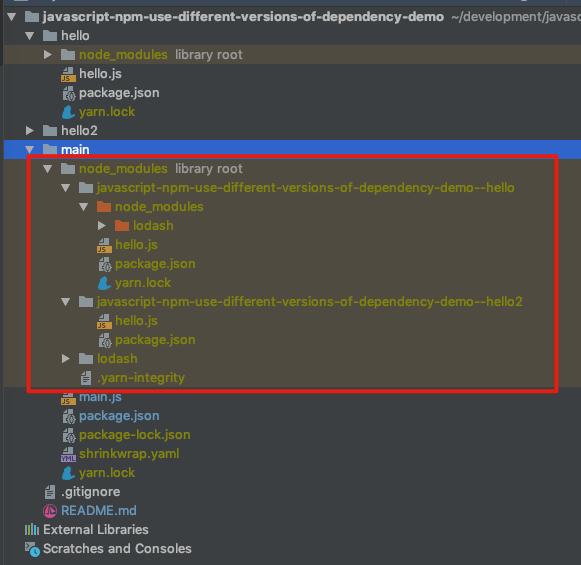 javascript-npm-use-different-versions-of-dependency-demo ~/development/javasc
hello
node_modules library root
hello.js
package.json
yarn.lock
hello2
main
node_modules library root
javascript-npm-use-different-versions-of-dependency-demo--hello
node_modules
lodash
hello.js
package.json
yarn.lock
javascript-npm-use-different-versions-of-dependency-demo--hello2
hello.js
package.json
lodash
.yarn-integrity
main.js
package.json
package-lock.json
shrinkwrap.yaml
yarn.lock
.gitignore
README.md
External Libraries
Scratches and Consoles